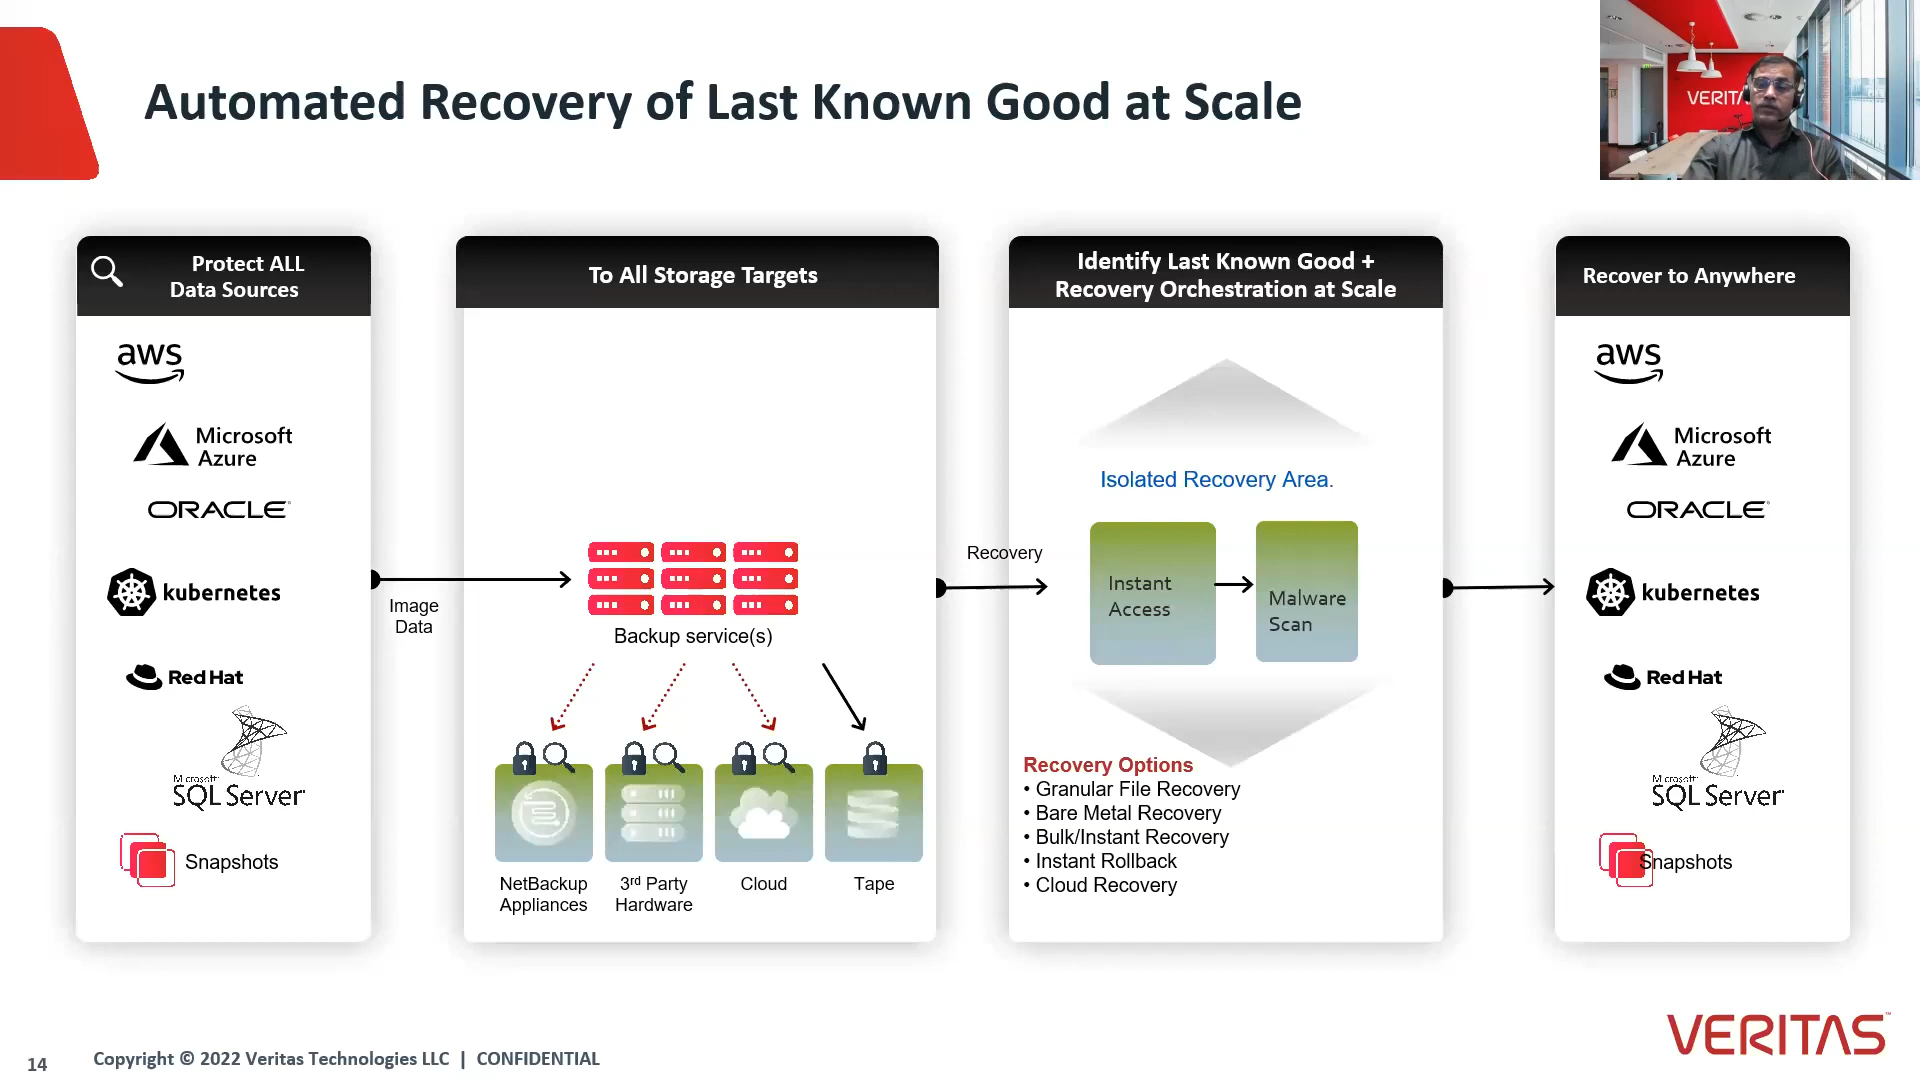 Automated Recovery of Last Known Good at Scale
VERITA
Protect ALL
Data Sources
aws
Microsoft
Azure
ORACLE
kubernetes
Red Hat
Microsoft
SQL Server
Snapshots
Image
Data
To All Storage Targets
Backup service(s)
NetBackup
Appliances
3rd Party
Hardware
Cloud
Tape
Recovery
Identify Last Known Good +
Recovery Orchestration at Scale
Isolated Recovery Area.
Instant
Access
Malware
Scan
Recovery Options
• Granular File Recovery
• Bare Metal Recovery
• Bulk/Instant Recovery
• Instant Rollback
• Cloud Recovery
Recover to Anywhere
aws
Microsoft
Azure
ORACLE
kubernetes
Red Hat
Microsoft
SQL Server
Snapshots
14
Copyright © 2022 Veritas Technologies LLC | CONFIDENTIAL
VERITAS™